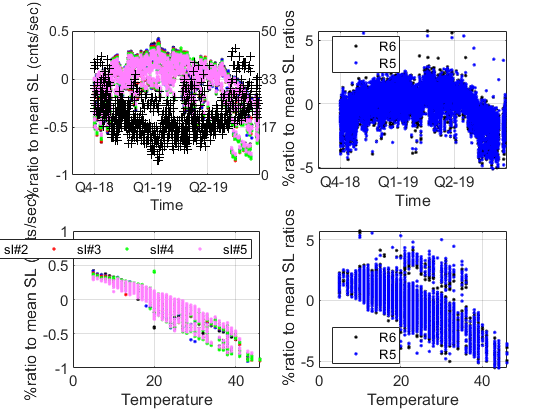 %ratio to mean SL (cnts/sec)
0.5
0
-0.5
-1
50
33
17
0
Q4-18
Q1-19
Q2-19
Time
%ratio to mean SL ratios
5
0
-5
R6
R5
Q4-18
Q1-19
Q2-19
Time
%ratio to mean SL (cnts/sec)
1
0.5
0
-0.5
-1
sl#2
sl#3
sl#4
sl#5
0
20
40
Temperature
%ratio to mean SL ratios
5
0
-5
R6
R5
0
20
40
Temperature